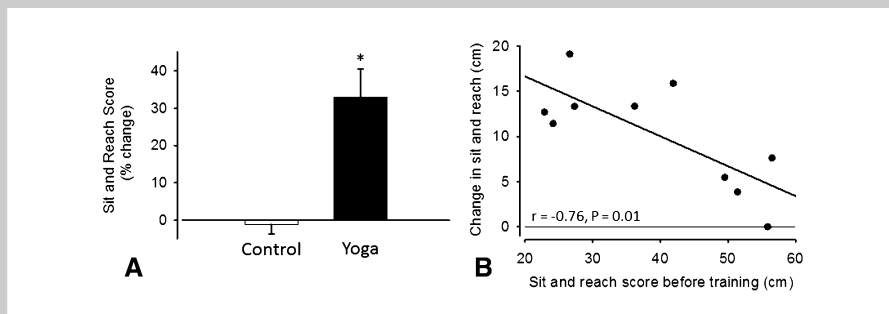 Sit and Reach Score
(% change)
40
30
20
10
0
*
Control
Yoga
A
Change in sit and reach (cm)
20
15
10
5
0
r = -0.76, P = 0.01
20
30
40
50
60
Sit and reach score before training (cm)
B